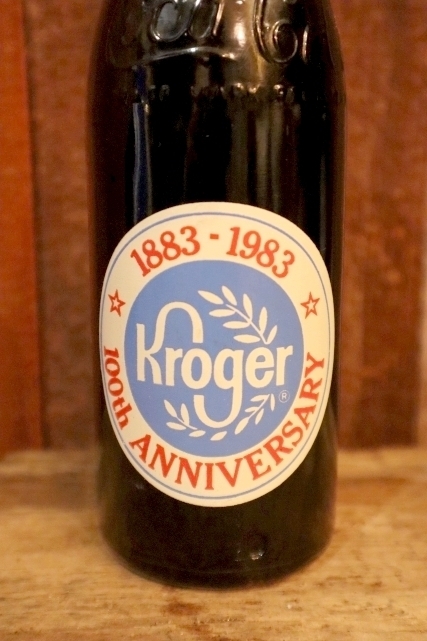 1883 - 1983
Kroger®
100th ANNIVERSARY